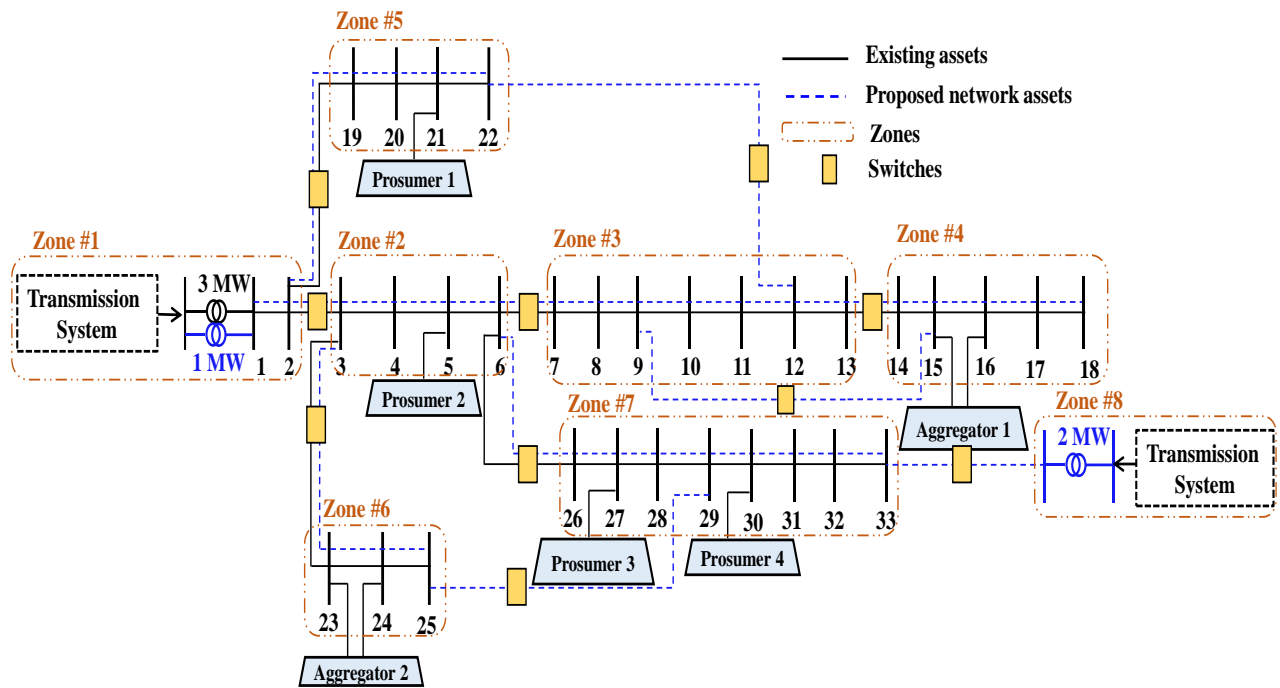 Zone #5
Existing assets
Proposed network assets
Zones
Switches
19 20 21 22
Prosumer 1
Zone #1
Zone #2
Zone #3
Zone #4
Transmission
System
3 MW
1 MW
1 2
3 4 5 6
7 8 9 10 11 12 13
14 15 16 17 18
Prosumer 2
Zone #7
Aggregator 1
Zone #8
2 MW
Transmission
System
26 27 28 29 30 31 32 33
Prosumer 3
Prosumer 4
Zone #6
23 24 25
Aggregator 2